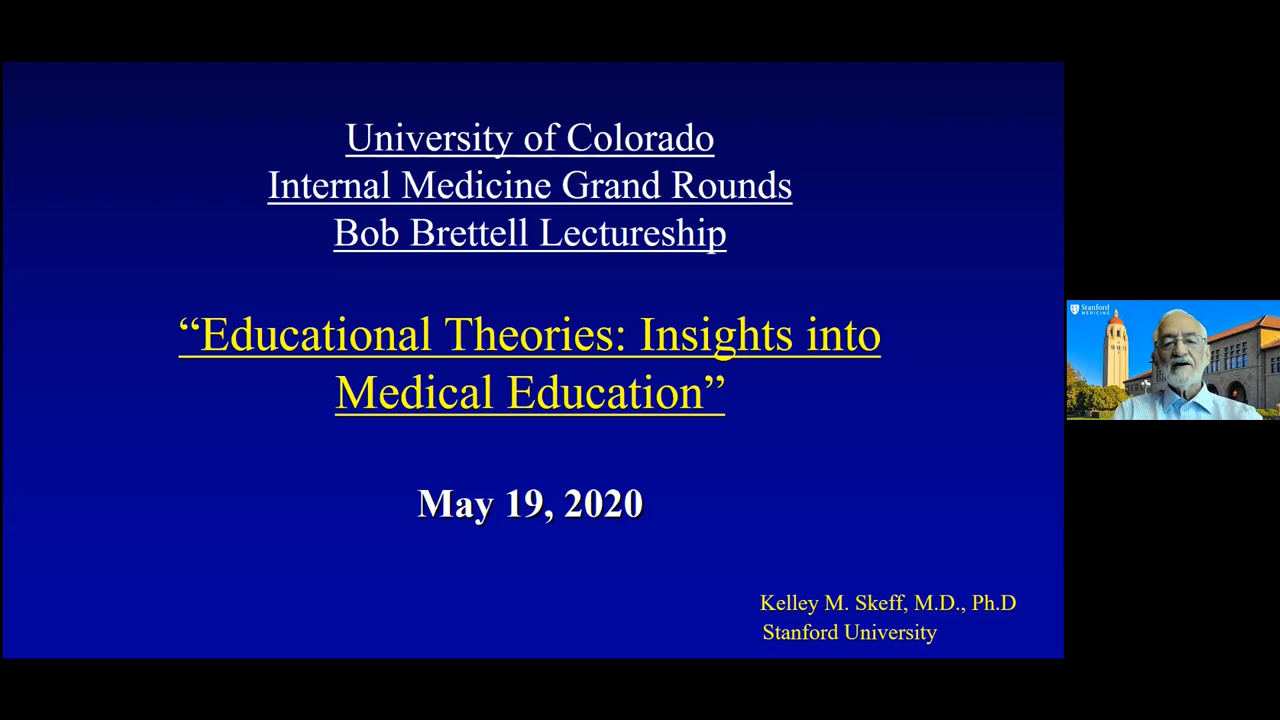 University of Colorado
Internal Medicine Grand Rounds
Bob Brettell Lectureship
“Educational Theories: Insights into
Medical Education”
May 19, 2020
Kelley M. Skeff, M.D., Ph.D
Stanford University
Stanford
MEDICINE